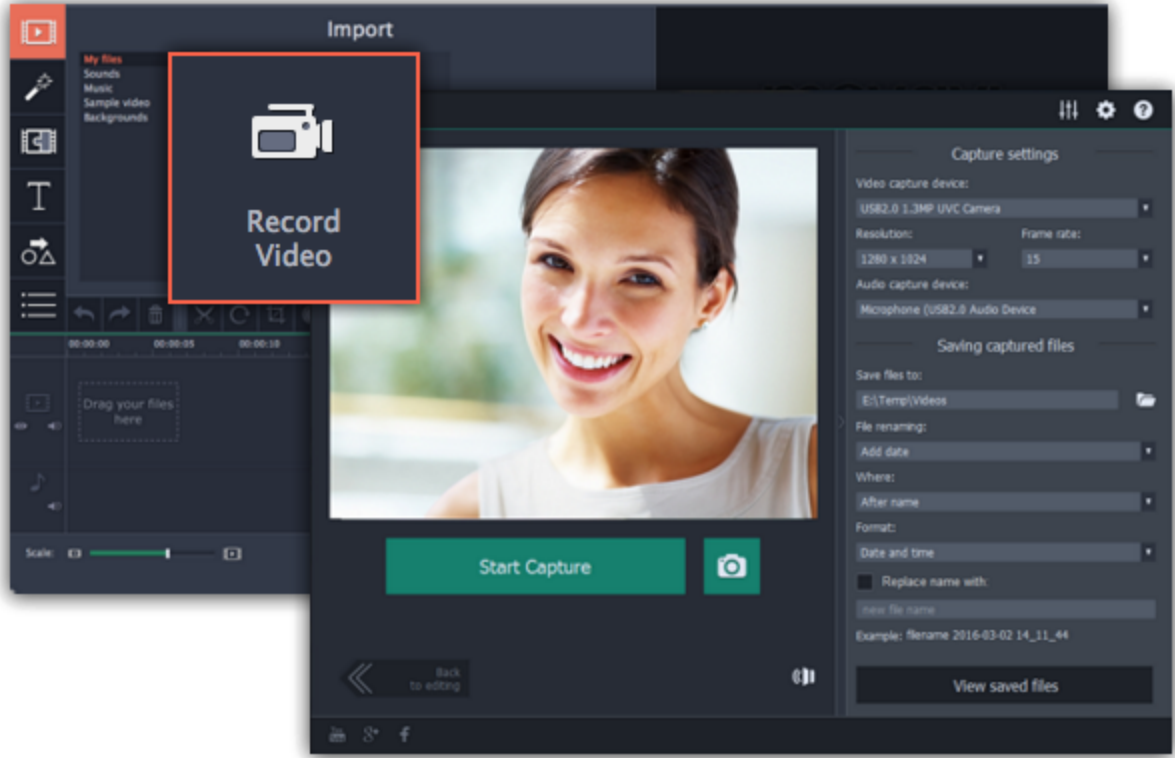 Import
My files
Sounds
Music
Sample video
Backgrounds
Record
Video
00:00:00 00:00:05 00:00:10
Drag your files
here
Scale:
Start Capture
Back
to editing
Capture settings
Video capture device:
USB2.0 1.3MP UVC Camera
Resolution: Frame rate:
1280 x 1024 15
Audio capture device:
Microphone (USB2.0 Audio Device
Saving captured files
Save files to:
E:\Temp\Videos
File renaming:
Add date
Where:
After name
Format:
Date and time
Replace name with:
new file name
Example: filename 2016-03-02 14_11_44
View saved files